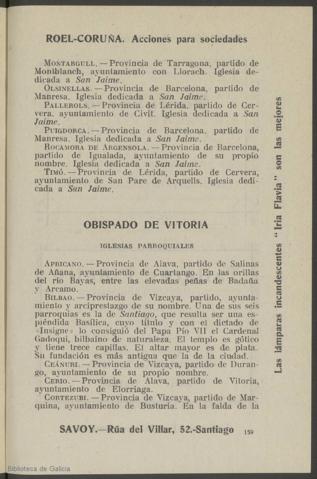 ROEL-CORUÑA. Acciones para sociedades
MONTARGULL. — Provincia de Tarragona, partido de
Montblanch, ayuntamiento con Llorach. Iglesia de-
dicada a San Jaime.
OLSINELLAS. — Provincia de Barcelona, partido de
Manresa. Iglesia dedicada a San Jaime.
PALLEROLS. — Provincia de Lérida, partido de Cer-
vera, ayuntamiento de Civit. Iglesia dedicada a San
Jaime.
PUIGDORCA. — Provincia de Barcelona, partido de
Manresa. Iglesia dedicada a San Jaime.
ROCAMORA DE ARGENSOLA. — Provincia de Barcelona,
partido de Igualada, ayuntamiento de su propio
nombre. Iglesia dedicada a San Jaime.
TIMÓ. — Provincia de Lérida, partido de Cervera,
ayuntamiento de San Pare de Arquells. Iglesia dedi-
cada a San Jaime.
OBISPADO DE VITORIA
IGLESIAS PARROQUIALES
APRICANO. — Provincia de Alava, partido de Salinas
de Añana, ayuntamiento de Cuartango. En las orillas
del río Bayas, entre las elevadas peñas de Badaña
y Arcamo.
BILBAO. — Provincia de Vizcaya, partido, ayunta-
miento y arciprestazgo de su nombre. Una de sus seis
parroquias es la de Santiago, que resulta ser una es-
pléndida Basílica, cuyo título y con el dictado de
«Insigne» lo consiguió del Papa Pío VII el Cardenal
Gadoqui, bilbaíno de naturaleza. El templo es gótico
y tiene trece capillas. El altar mayor es de plata.
Su fundación es más antigua que la de la ciudad.
CEÁNURI. — Provincia de Vizcaya, partido de Duran-
go, ayuntamiento de su propio nombre.
CERIO. — Provincia de Alava, partido de Vitoria,
ayuntamiento de Elorriaga.
CORTEZUBI. — Provincia de Vizcaya, partido de Mar-
quina, ayuntamiento de Busturia. En la falda de la
SAVOY.—Rúa del Villar, 52.-Santiago 159
Las lámparas incandescentes "Iria Flavia" son las mejores
Biblioteca de Galicia